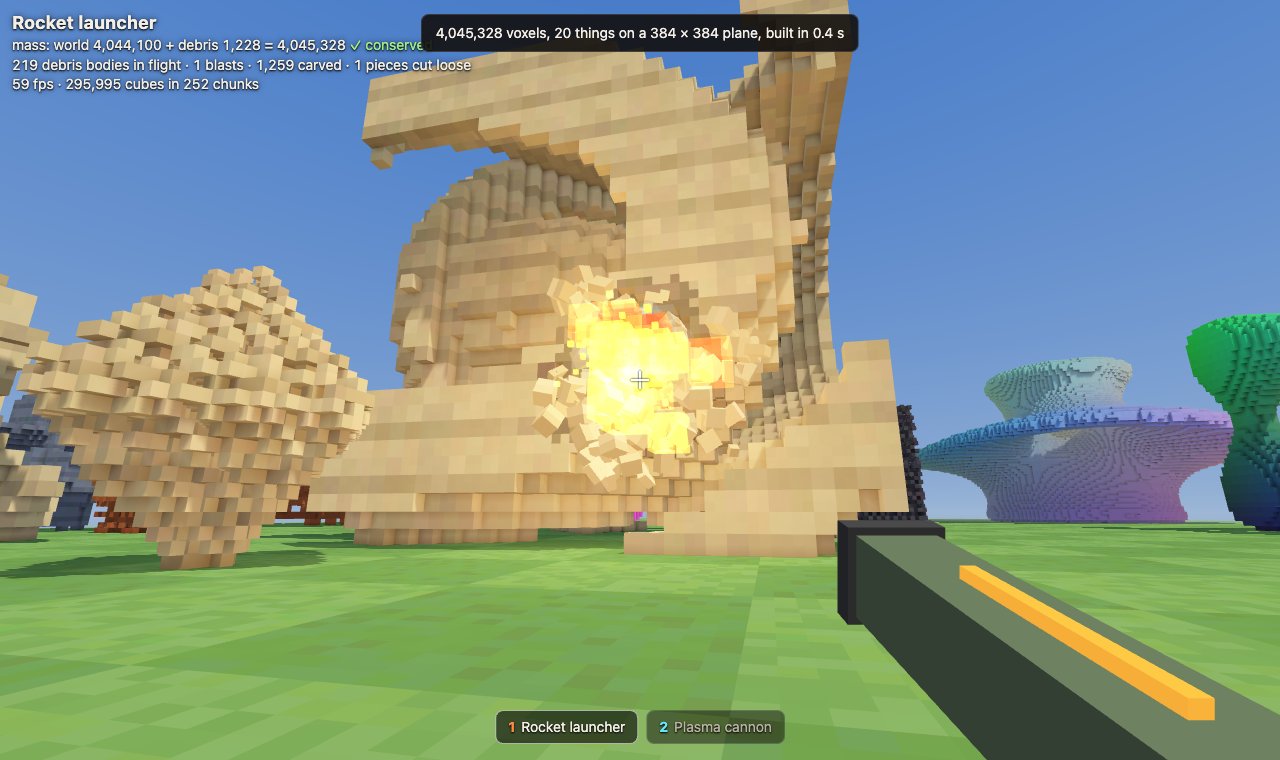 Rocket launcher
4,045,328 voxels, 20 things on a 384 × 384 plane, built in 0.4 s
mass: world 4,044,100 + debris 1,228 = 4,045,328 ✓ conserved
219 debris bodies in flight · 1 blasts · 1,259 carved · 1 pieces cut loose
59 fps · 295,995 cubes in 252 chunks
1 Rocket launcher
2 Plasma cannon